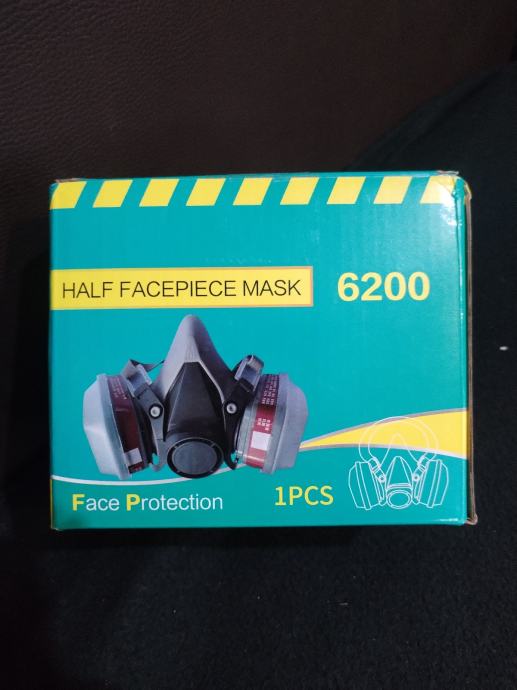 HALF FACEPIECE MASK
6200
Face Protection
1PCS